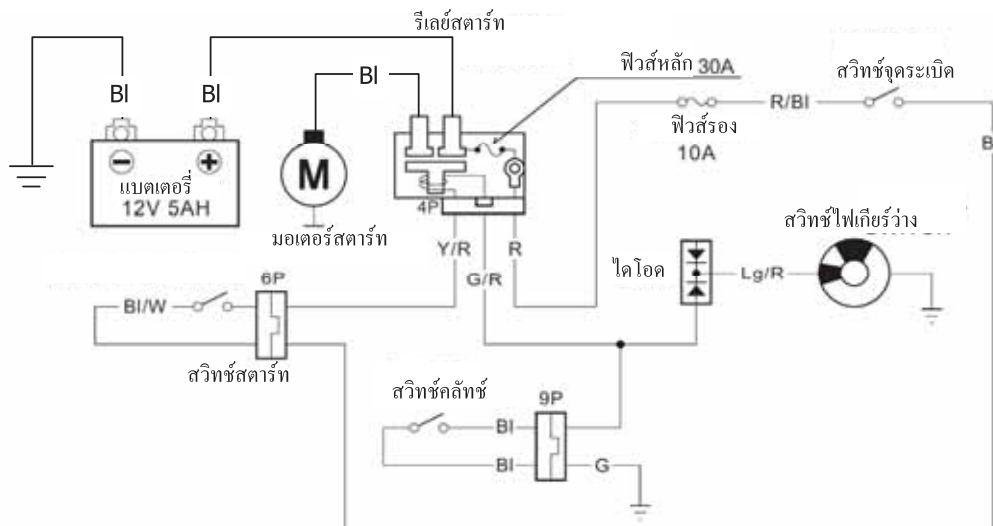 รีเลย์สตาร์ท
ฟิวส์หลัก 30A
สวิทช์จุดระเบิด
Bl
Bl
Bl
R/Bl
ฟิวส์รอง
10A
B
แบตเตอรี่
12V 5AH
M
มอเตอร์สตาร์ท
4P
Y/R
G/R
R
ไดโอด
Lg/R
สวิทช์ไฟเกียร์ว่าง
6P
Bl/W
สวิทช์สตาร์ท
สวิทช์คลัทช์
9P
Bl
Bl
G